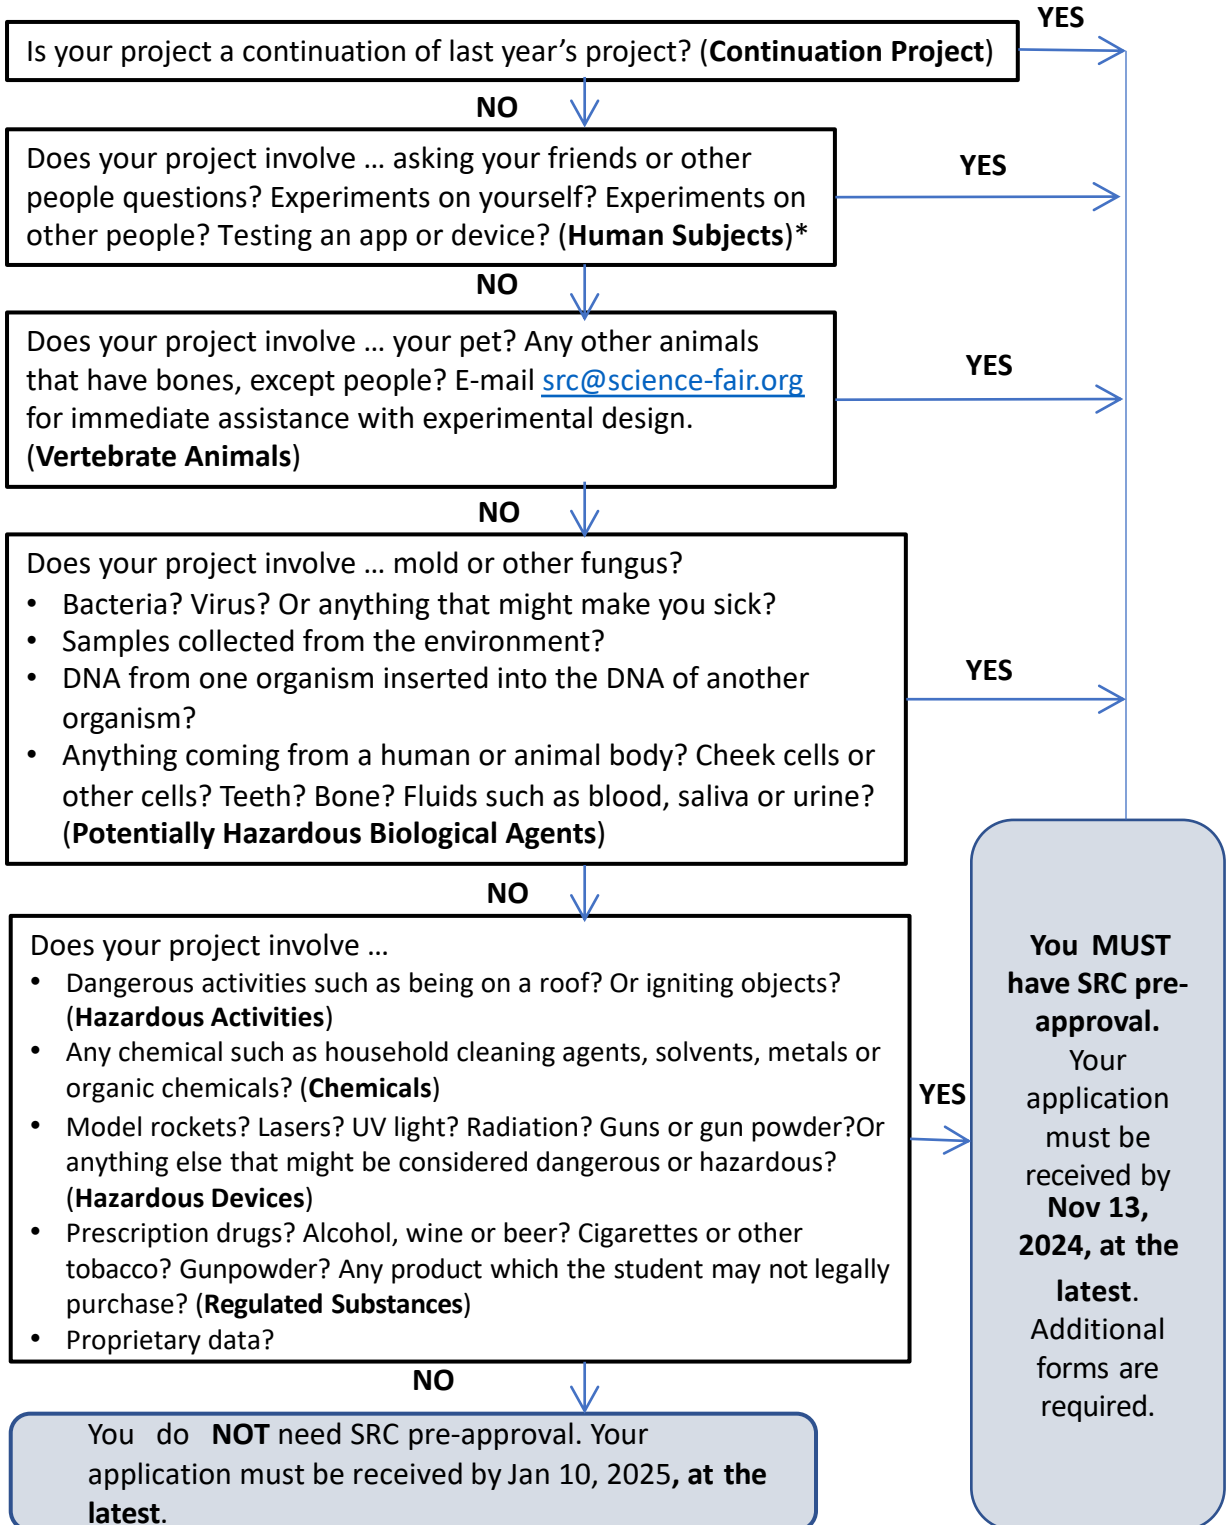 YES
Is your project a continuation of last year’s project? (Continuation Project)
NO
Does your project involve … asking your friends or other
people questions? Experiments on yourself? Experiments on
other people? Testing an app or device? (Human Subjects)*
YES
NO
Does your project involve … your pet? Any other animals
that have bones, except people? E-mail src@science-fair.org
for immediate assistance with experimental design.
(Vertebrate Animals)
YES
NO
Does your project involve … mold or other fungus?
• Bacteria? Virus? Or anything that might make you sick?
• Samples collected from the environment?
• DNA from one organism inserted into the DNA of another
organism?
• Anything coming from a human or animal body? Cheek cells or
other cells? Teeth? Bone? Fluids such as blood, saliva or urine?
(Potentially Hazardous Biological Agents)
YES
NO
Does your project involve …
• Dangerous activities such as being on a roof? Or igniting objects?
(Hazardous Activities)
• Any chemical such as household cleaning agents, solvents, metals or
organic chemicals? (Chemicals)
• Model rockets? Lasers? UV light? Radiation? Guns or gun powder?Or
anything else that might be considered dangerous or hazardous?
(Hazardous Devices)
• Prescription drugs? Alcohol, wine or beer? Cigarettes or other
tobacco? Gunpowder? Any product which the student may not legally
purchase? (Regulated Substances)
• Proprietary data?
YES
You MUST
have SRC pre-
approval.
Your
application
must be
received by
Nov 13,
2024, at the
latest.
Additional
forms are
required.
NO
You do NOT need SRC pre-approval. Your
application must be received by Jan 10, 2025, at the
latest.